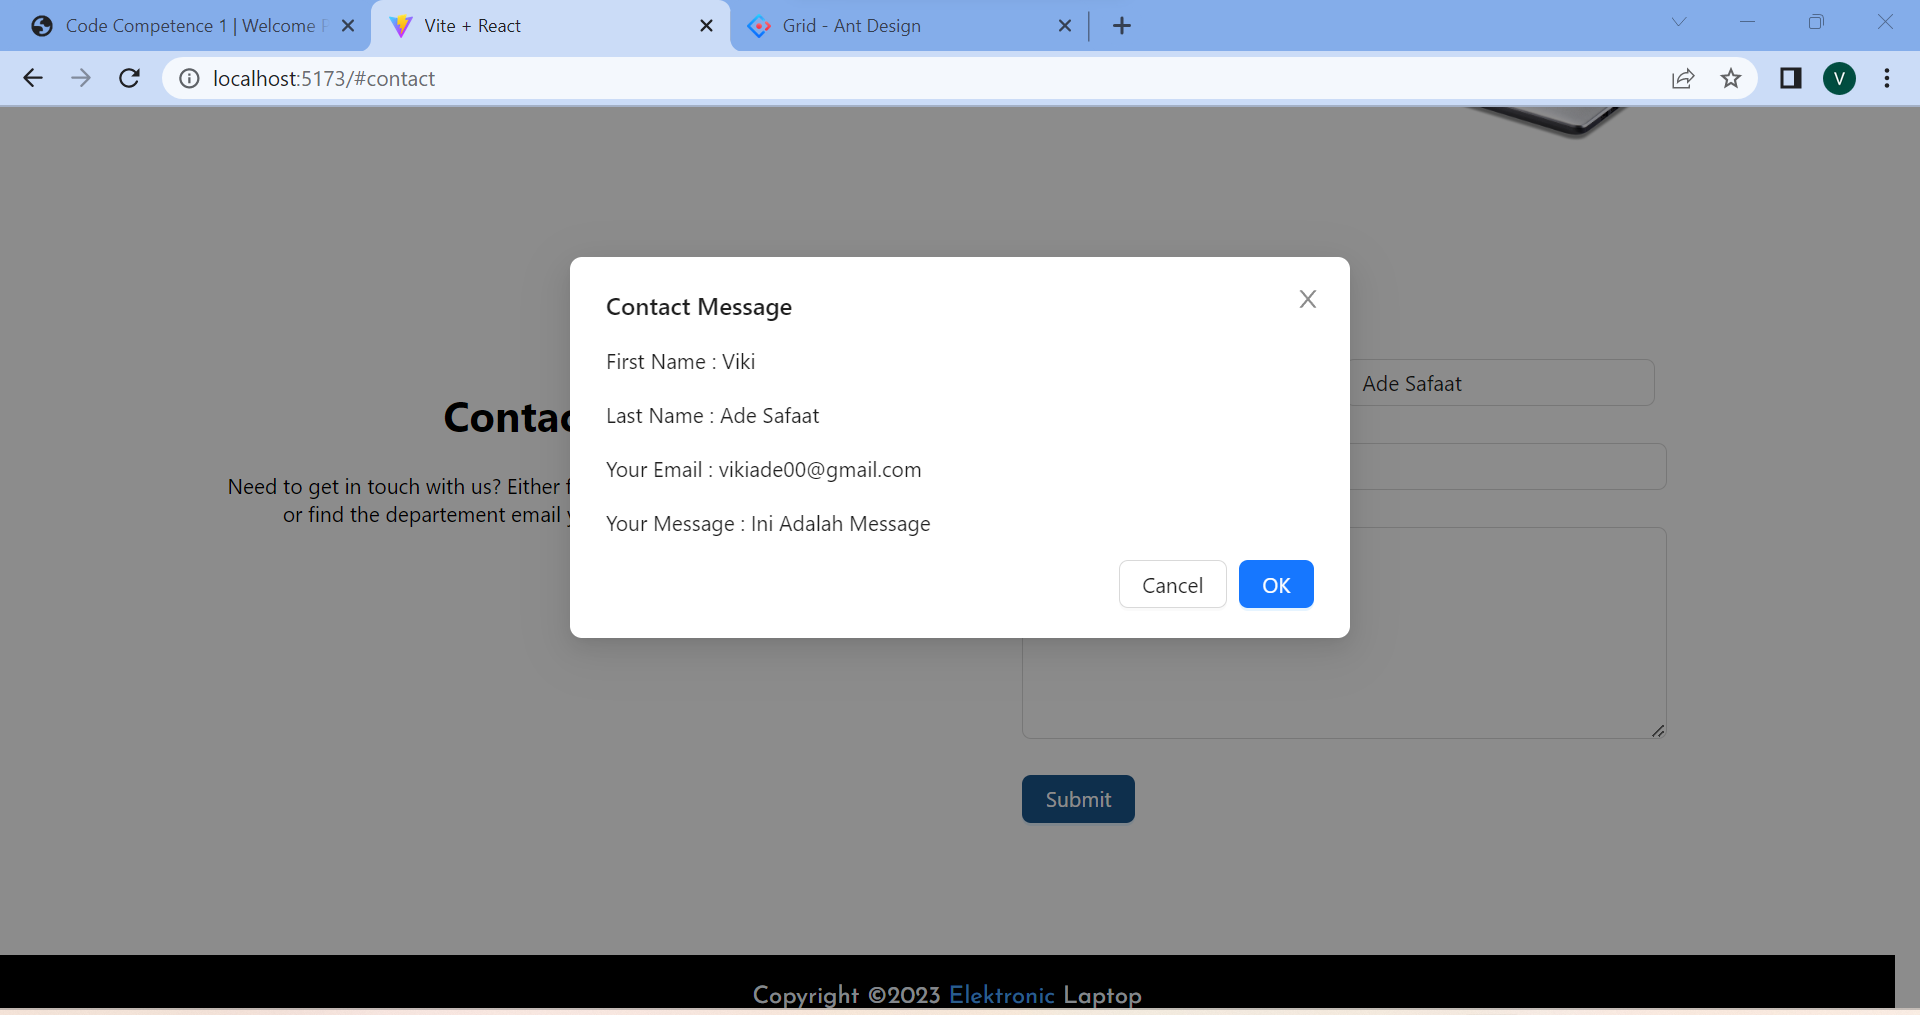 Code Competence 1 | Welcome
Vite + React
Grid - Ant Design
localhost:5173/#contact
V
Contact Message
First Name : Viki
Last Name : Ade Safaat
Your Email : vikiade00@gmail.com
Your Message : Ini Adalah Message
Cancel
OK
Need to get in touch with us? Either
or find the departement email
Ade Safaat
Submit
Copyright ©2023 Elektronic Laptop